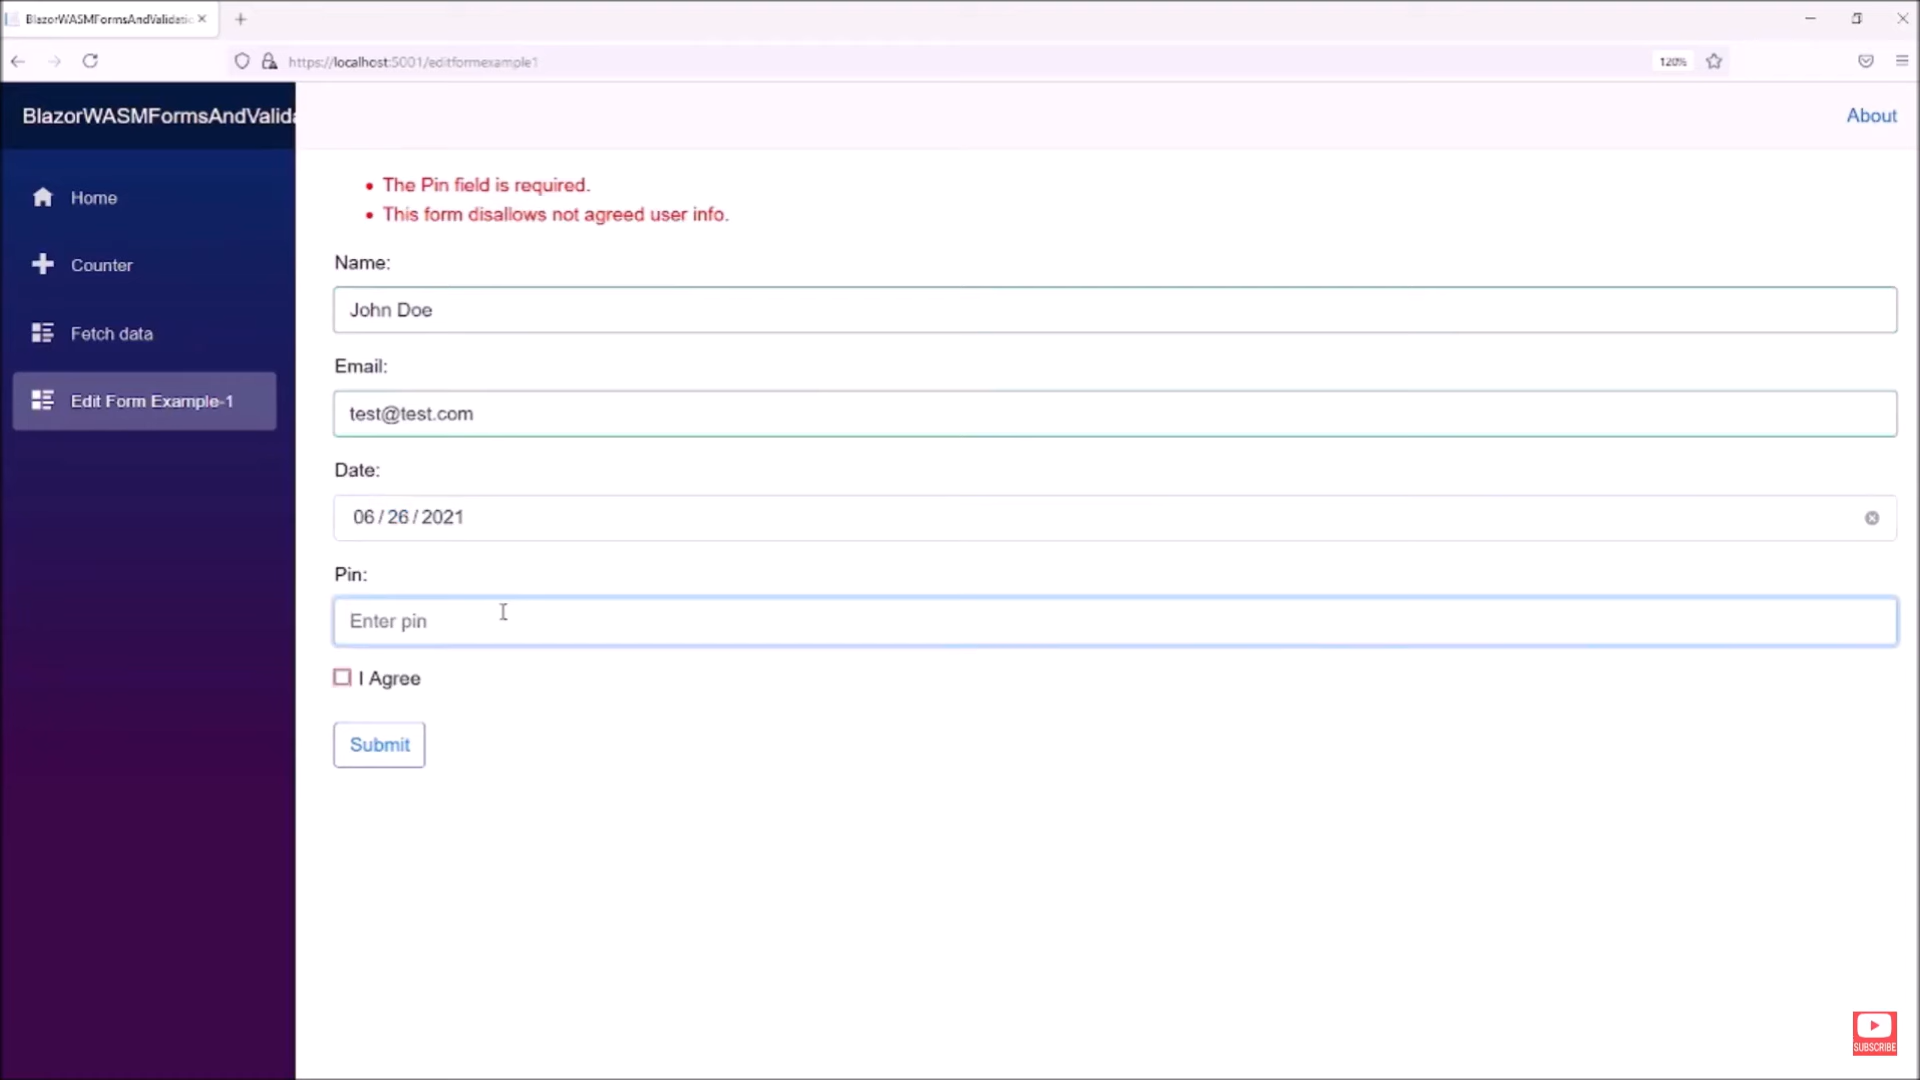 BlazorWASMFormsAndValidatio
https://localhost:5001/editformexample1
120%
BlazorWASMFormsAndValida
About
Home
Counter
Fetch data
Edit Form Example-1
The Pin field is required.
This form disallows not agreed user info.
Name:
John Doe
Email:
test@test.com
Date:
06/26/2021
Pin:
Enter pin
I Agree
Submit
SUBSCRIBE